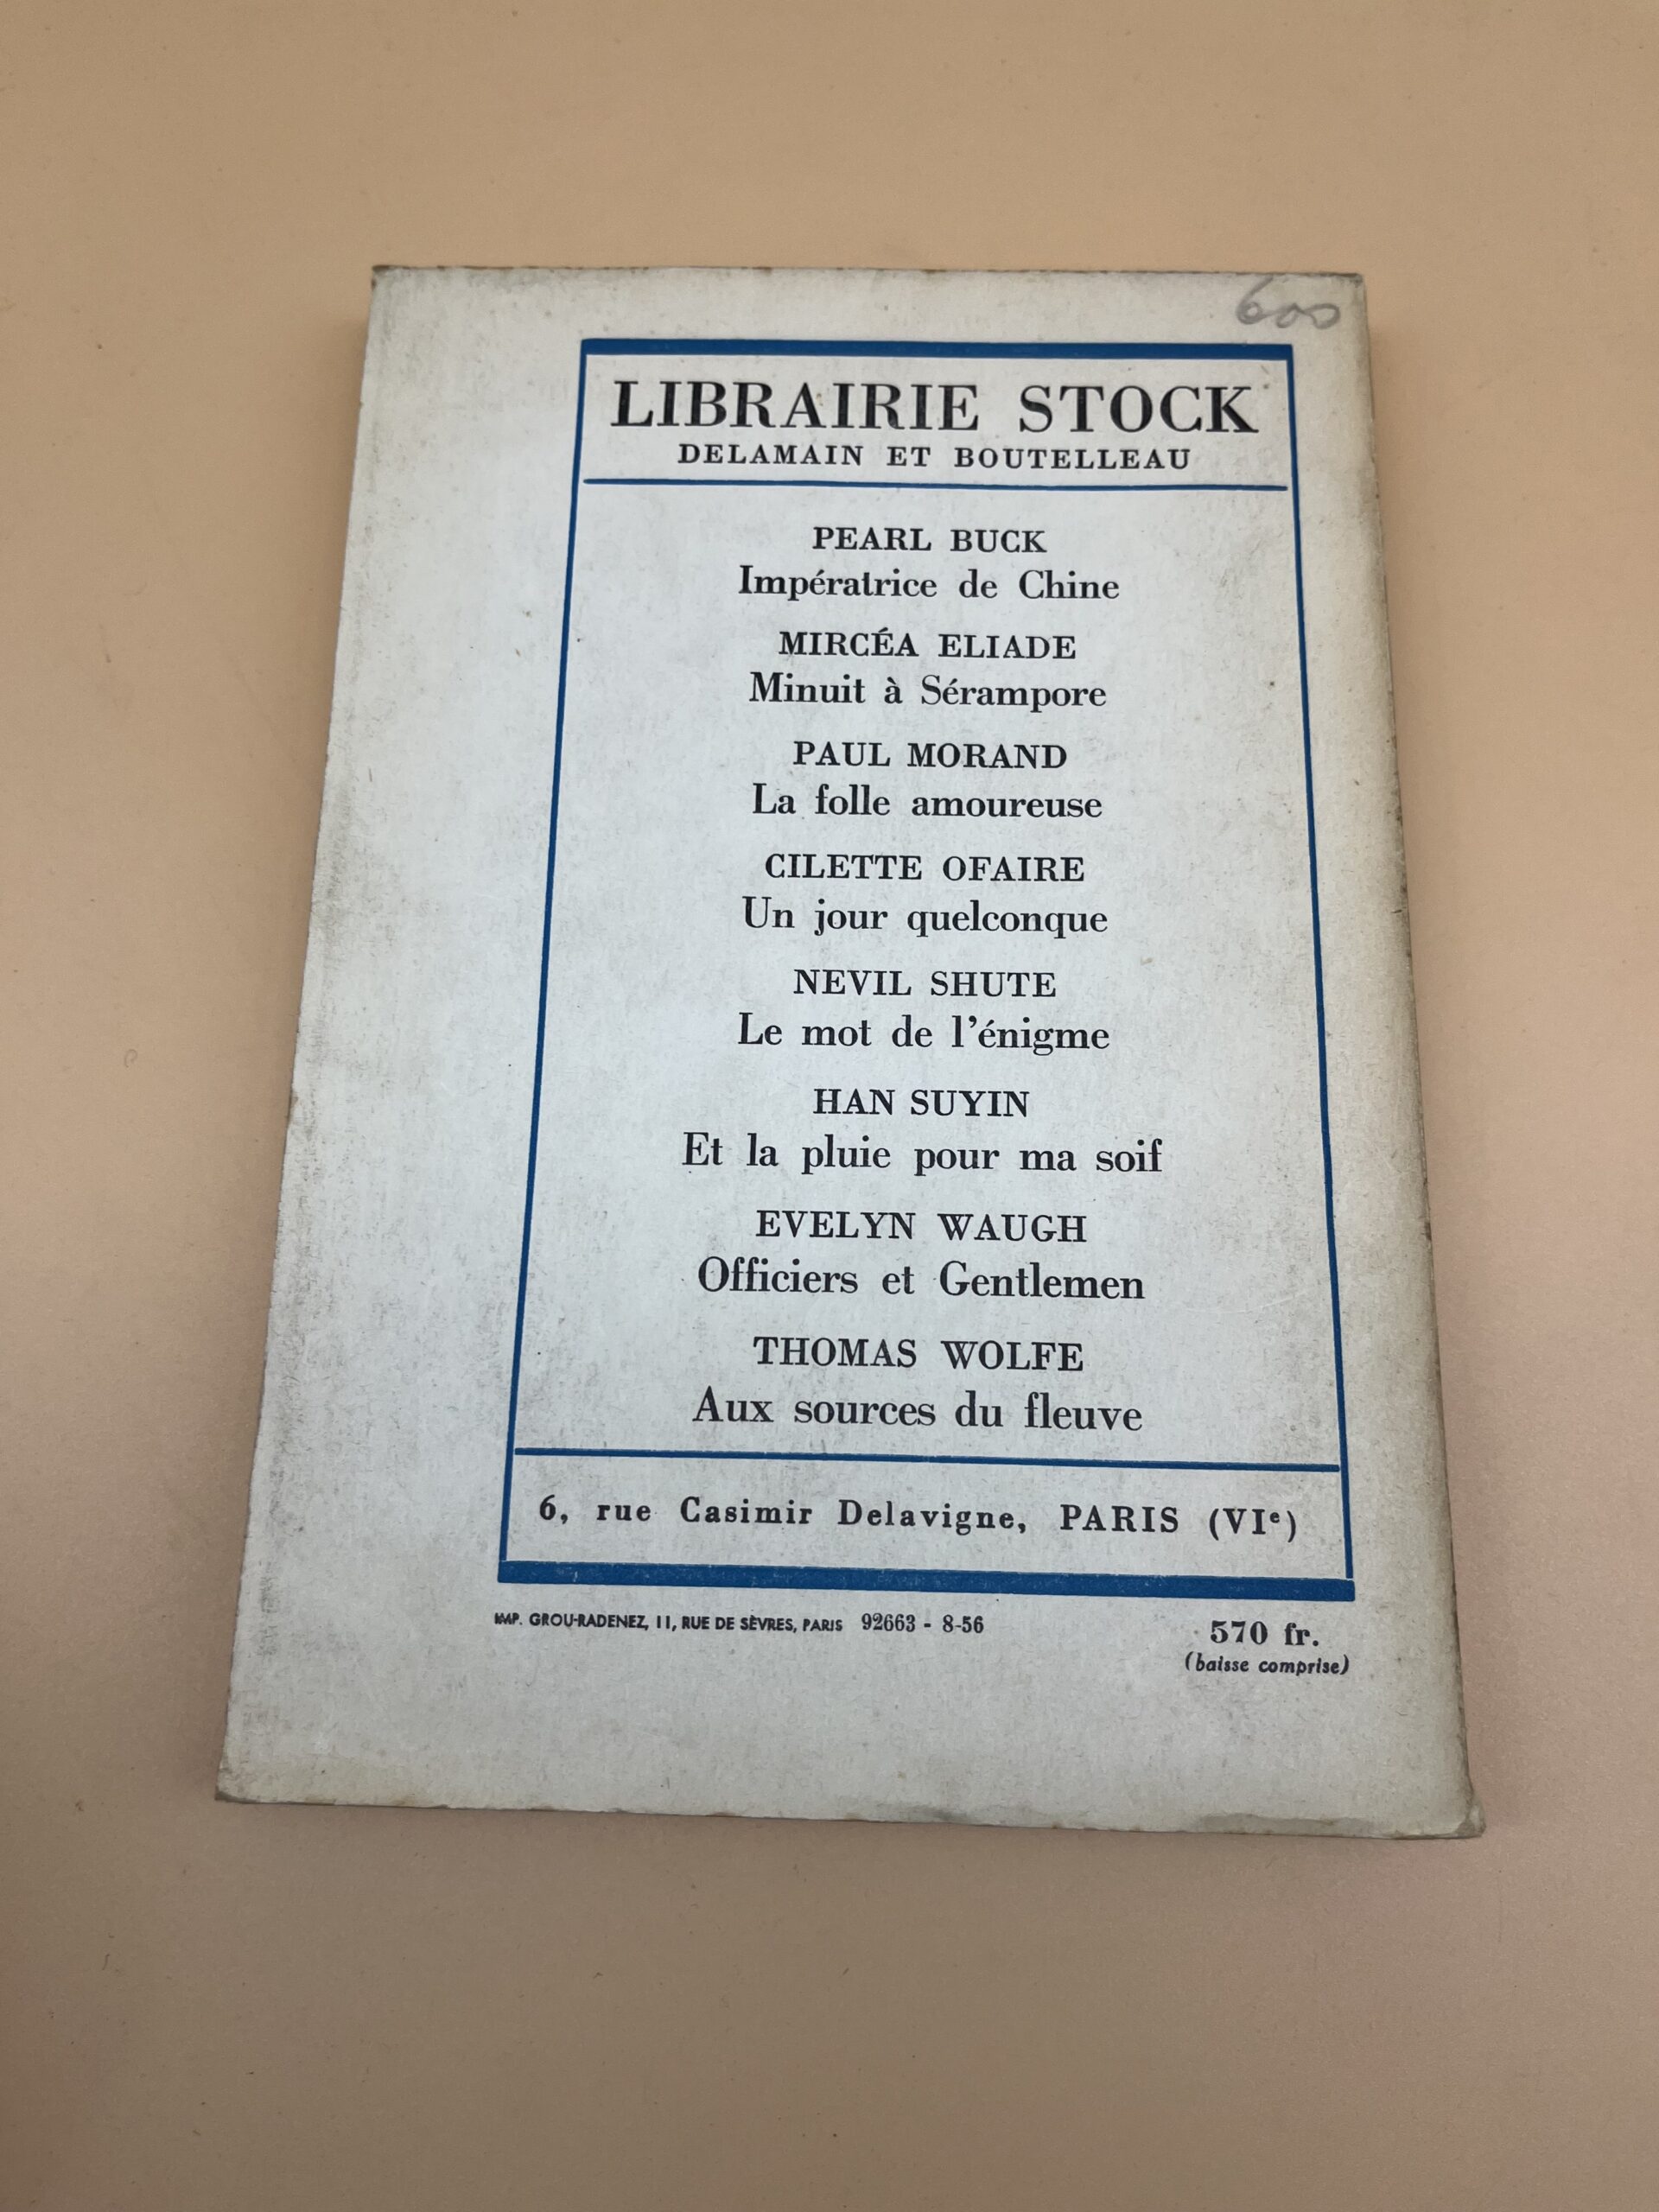 600
LIBRAIRIE STOCK
DELAMAIN ET BOUTELLEAU
PEARL BUCK
Impératrice de Chine
MIRCÉA ELIADE
Minuit à Sérampore
PAUL MORAND
La folle amoureuse
CILETTE OFAIRE
Un jour quelconque
NEVIL SHUTE
Le mot de l'énigme
HAN SUYIN
Et la pluie pour ma soif
EVELYN WAUGH
Officiers et Gentlemen
THOMAS WOLFE
Aux sources du fleuve
6, rue Casimir Delavigne, PARIS (VIᵉ)
IMP. GROU-RADENEZ, 11, RUE DE SÈVRES, PARIS 92663 - 8-56
570 fr.
(baisse comprise)